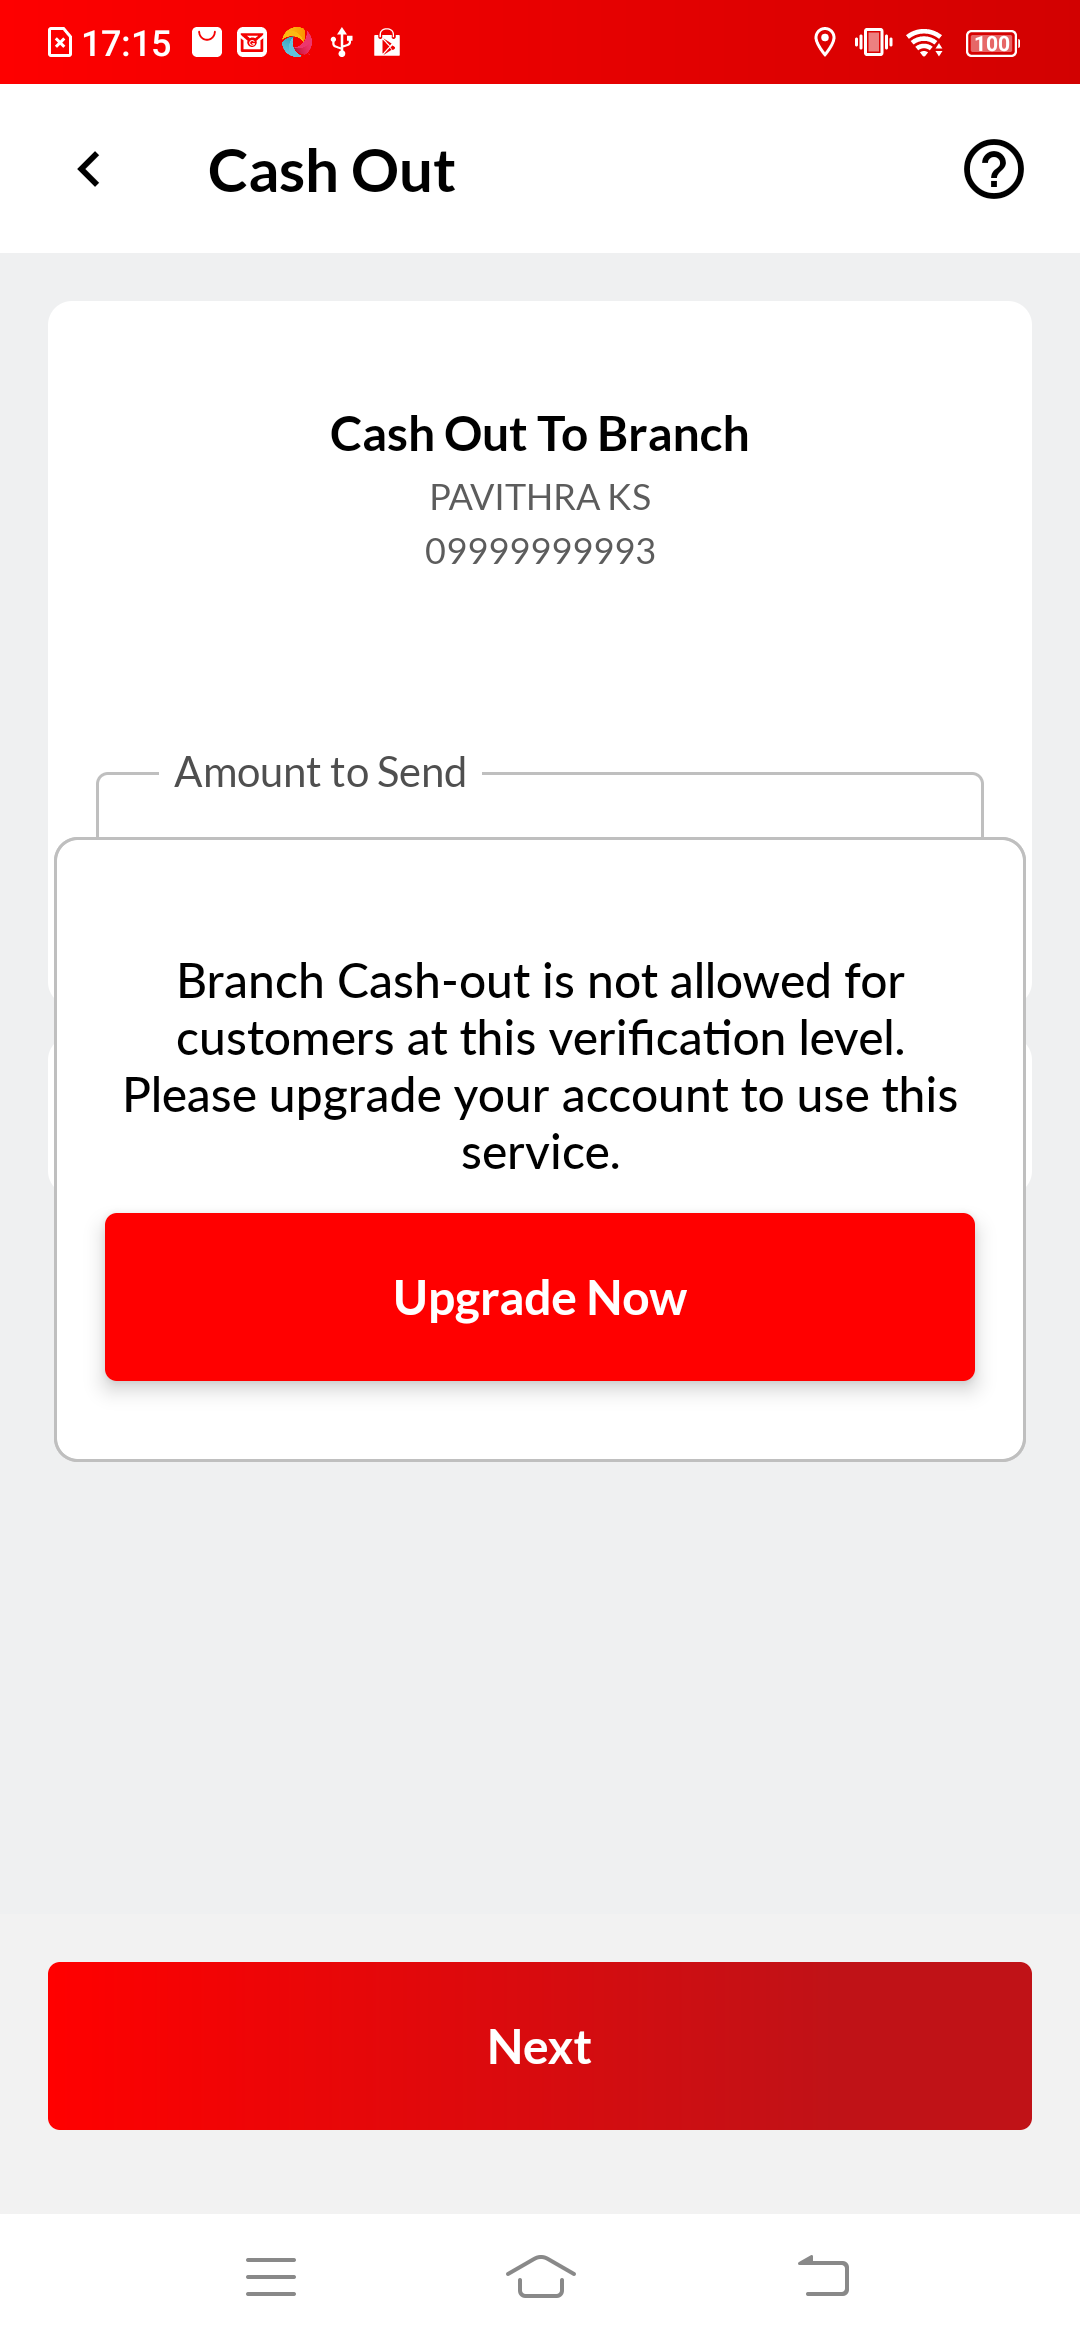 17:15
100
Cash Out
Cash Out To Branch
PAVITHRA KS
09999999993
Amount to Send
Branch Cash-out is not allowed for
customers at this verification level.
Please upgrade your account to use this
service.
Upgrade Now
Next